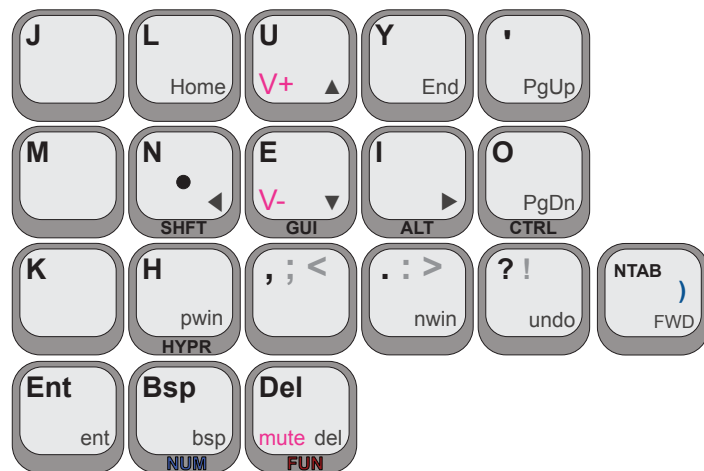 J L U Y '
Home V+ ▲ End PgUp
M N E I O
● ◀ V- ▼ ▶ PgDn
SHFT GUI ALT CTRL
K H , ; < . : > ? ! NTAB
)
pwin nwin undo FWD
HYPR
Ent Bsp Del
ent bsp mute del
NUM FUN